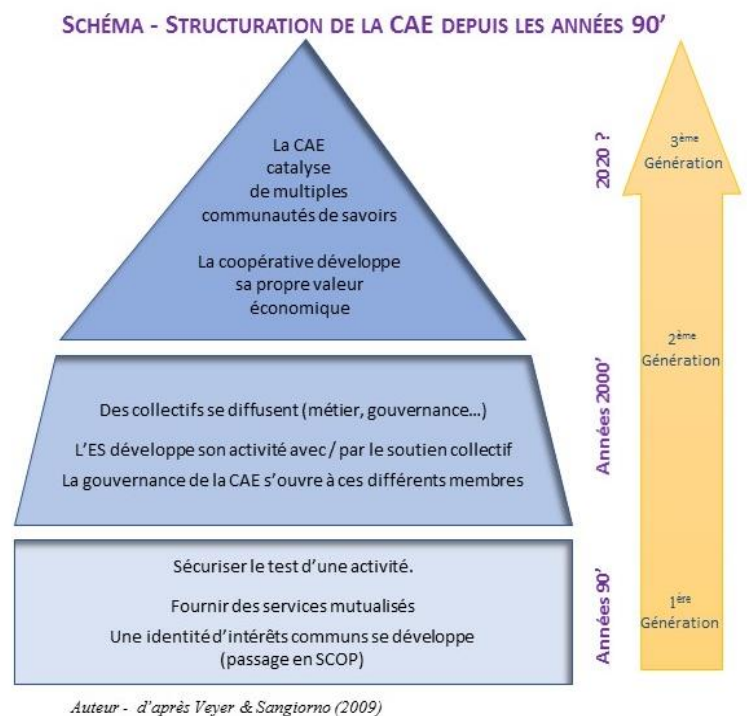 SCHÉMA - STRUCTURATION DE LA CAE DEPUIS LES ANNÉES 90'
La CAE
catalyse
de multiples
communautés de savoirs
La coopérative développe
sa propre valeur
économique
2020 ?
3ème
Génération
Des collectifs se diffusent (métier, gouvernance…)
L'ES développe son activité avec / par le soutien collectif
La gouvernance de la CAE s'ouvre à ces différents membres
Années 2000'
2ème
Génération
Sécuriser le test d'une activité.
Fournir des services mutualisés
Une identité d'intérêts communs se développe
(passage en SCOP)
Années 90'
1ère
Génération
Auteur - d'après Veyer & Sangiorno (2009)